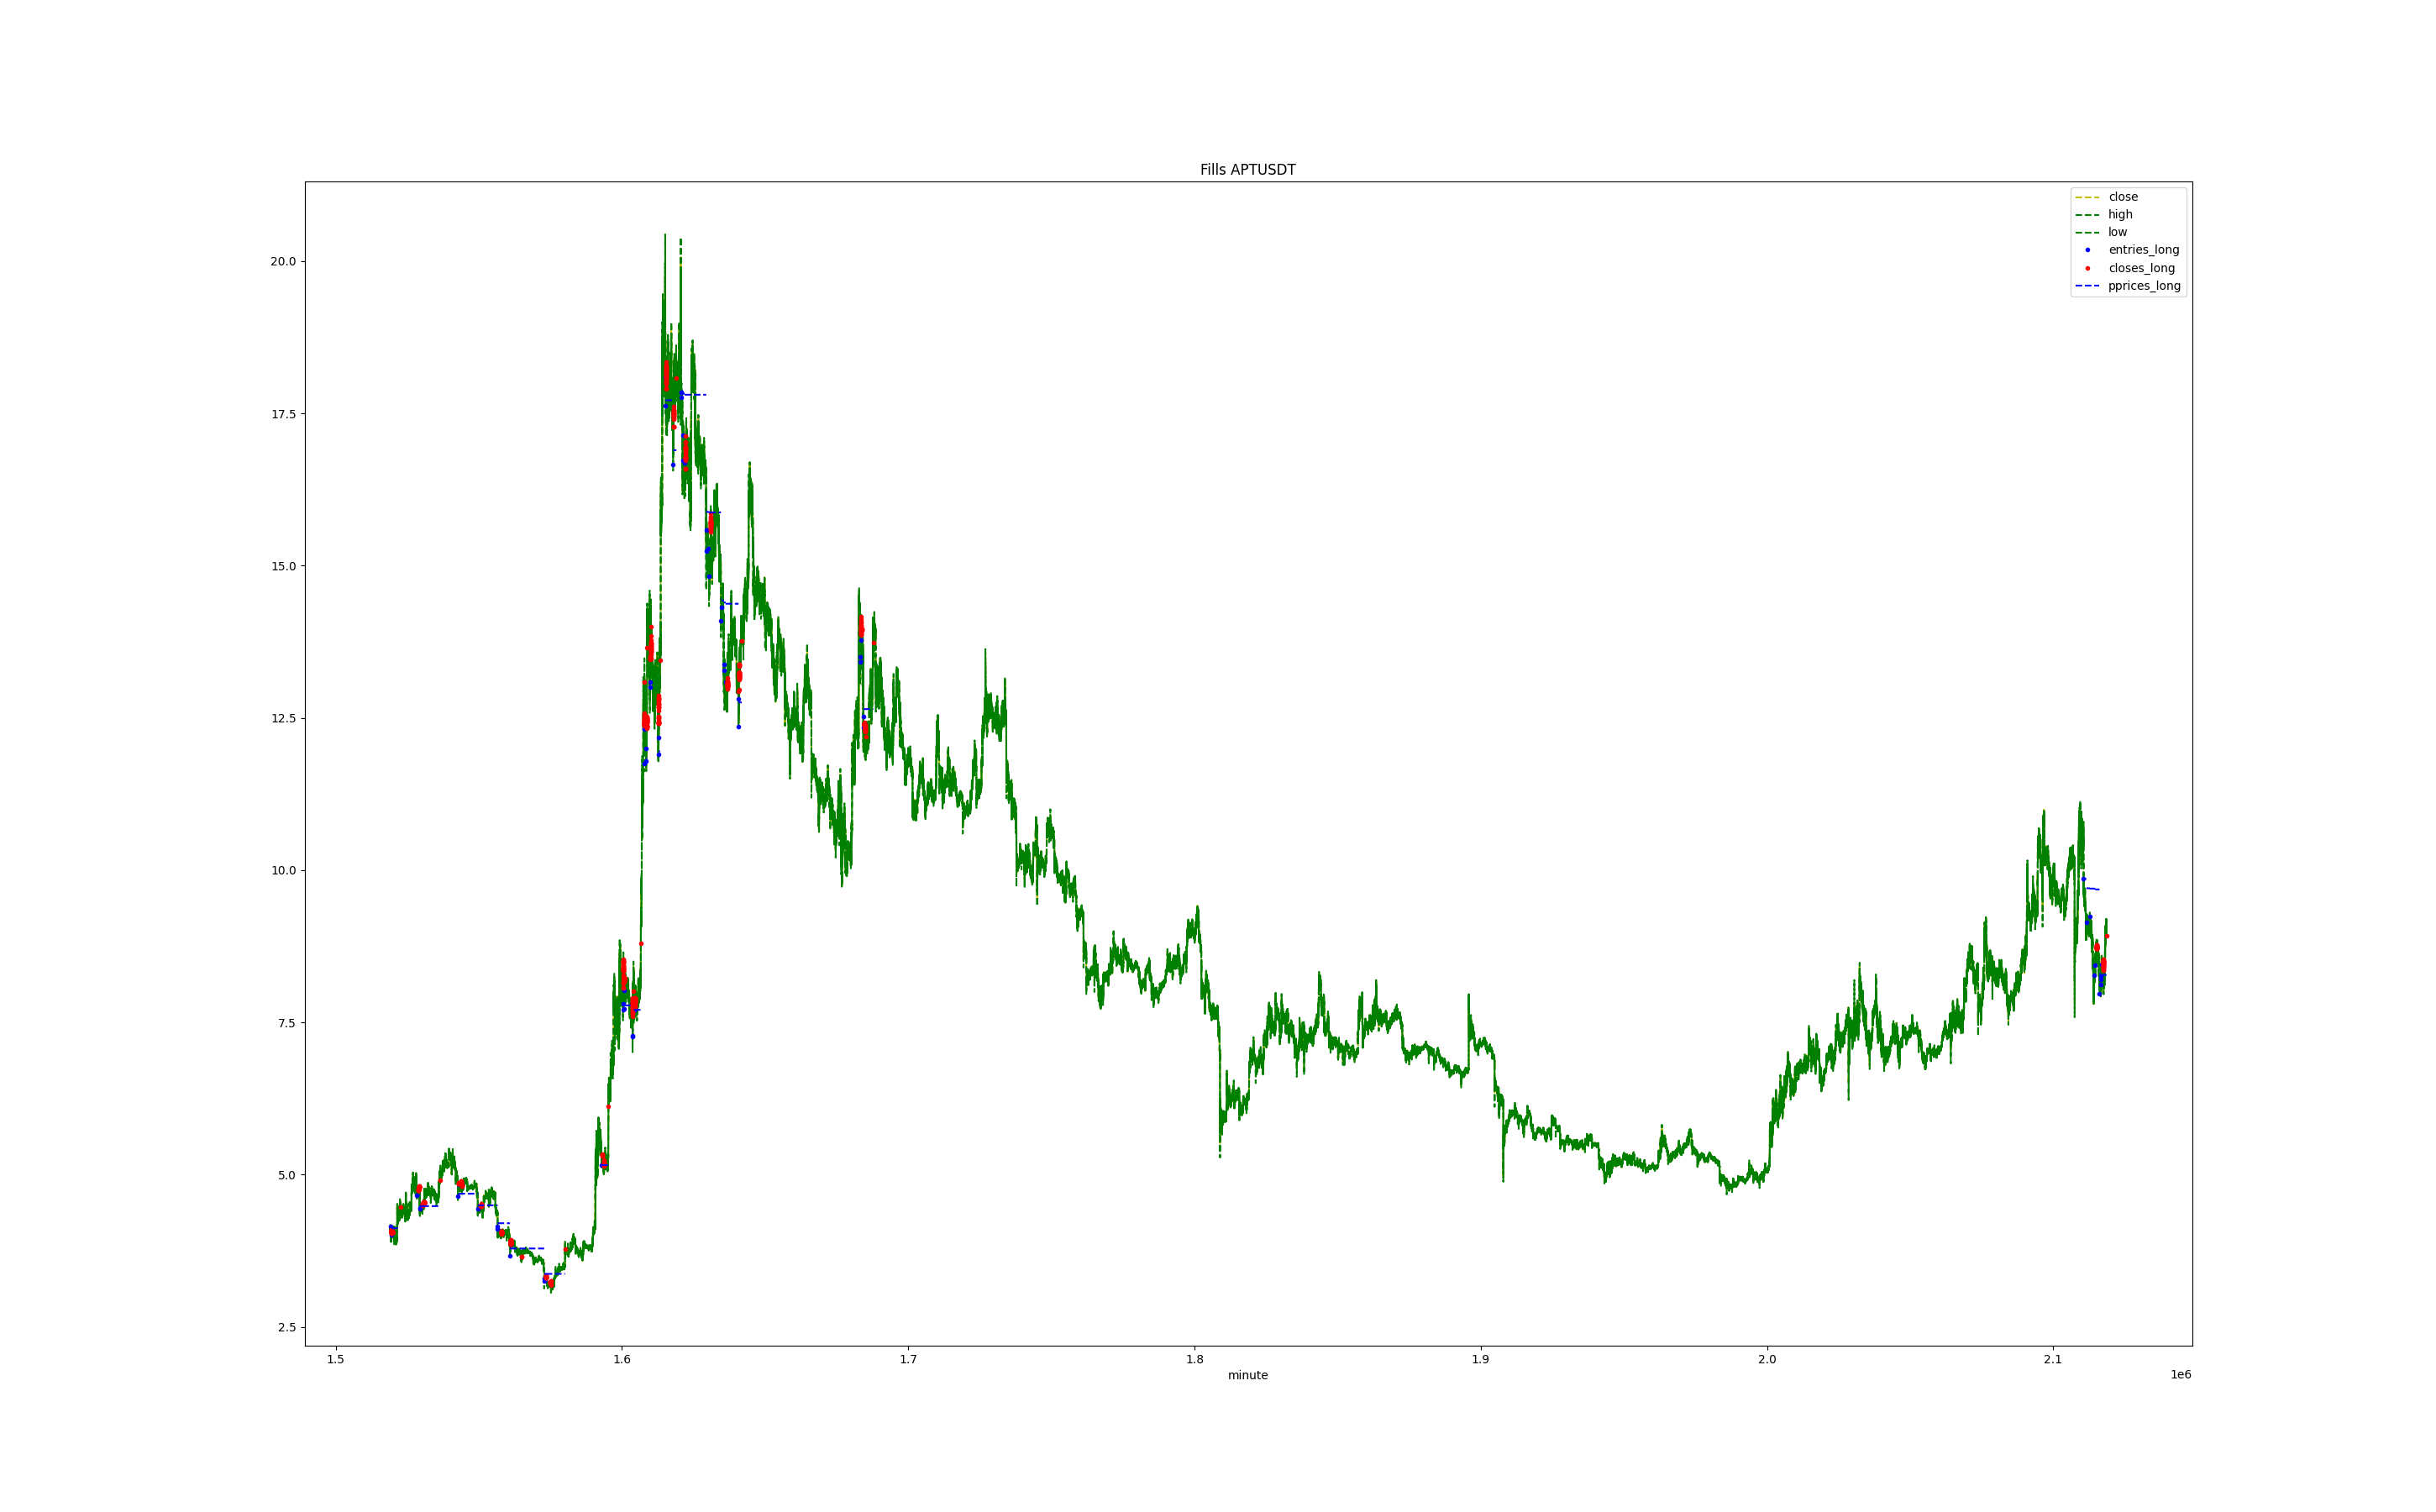 Fills APTUSDT
close
high
low
entries_long
closes_long
pprices_long
20.0
17.5
15.0
12.5
10.0
7.5
5.0
2.5
1.5 1.6 1.7 1.8 1.9 2.0 2.1
minute
1e6